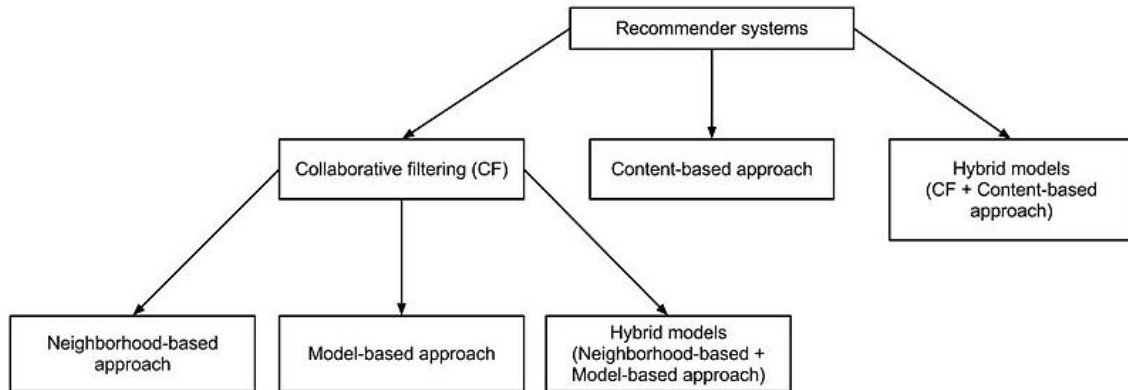 Recommender systems
Collaborative filtering (CF)
Content-based approach
Hybrid models
(CF + Content-based
approach)
Neighborhood-based
approach
Model-based approach
Hybrid models
(Neighborhood-based +
Model-based approach)